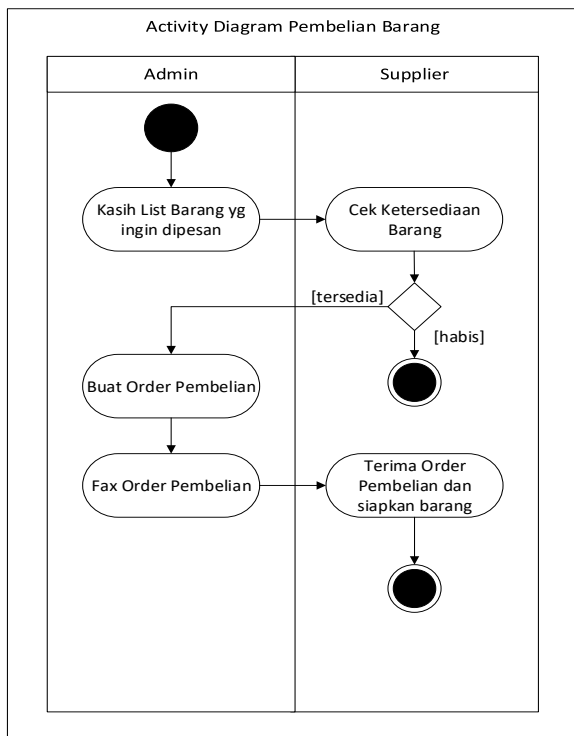 Activity Diagram Pembelian Barang
Admin
Supplier
Kasih List Barang yg
ingin dipesan
Cek Ketersediaan
Barang
[tersedia]
[habis]
Buat Order Pembelian
Fax Order Pembelian
Terima Order
Pembelian dan
siapkan barang